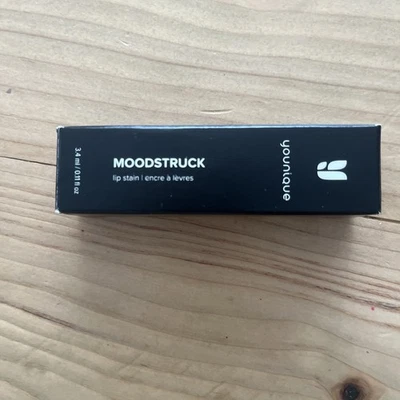 MOODSTRUCK
lip stain | encre à lèvres
younique
3.4 ml / 0.11 fl oz